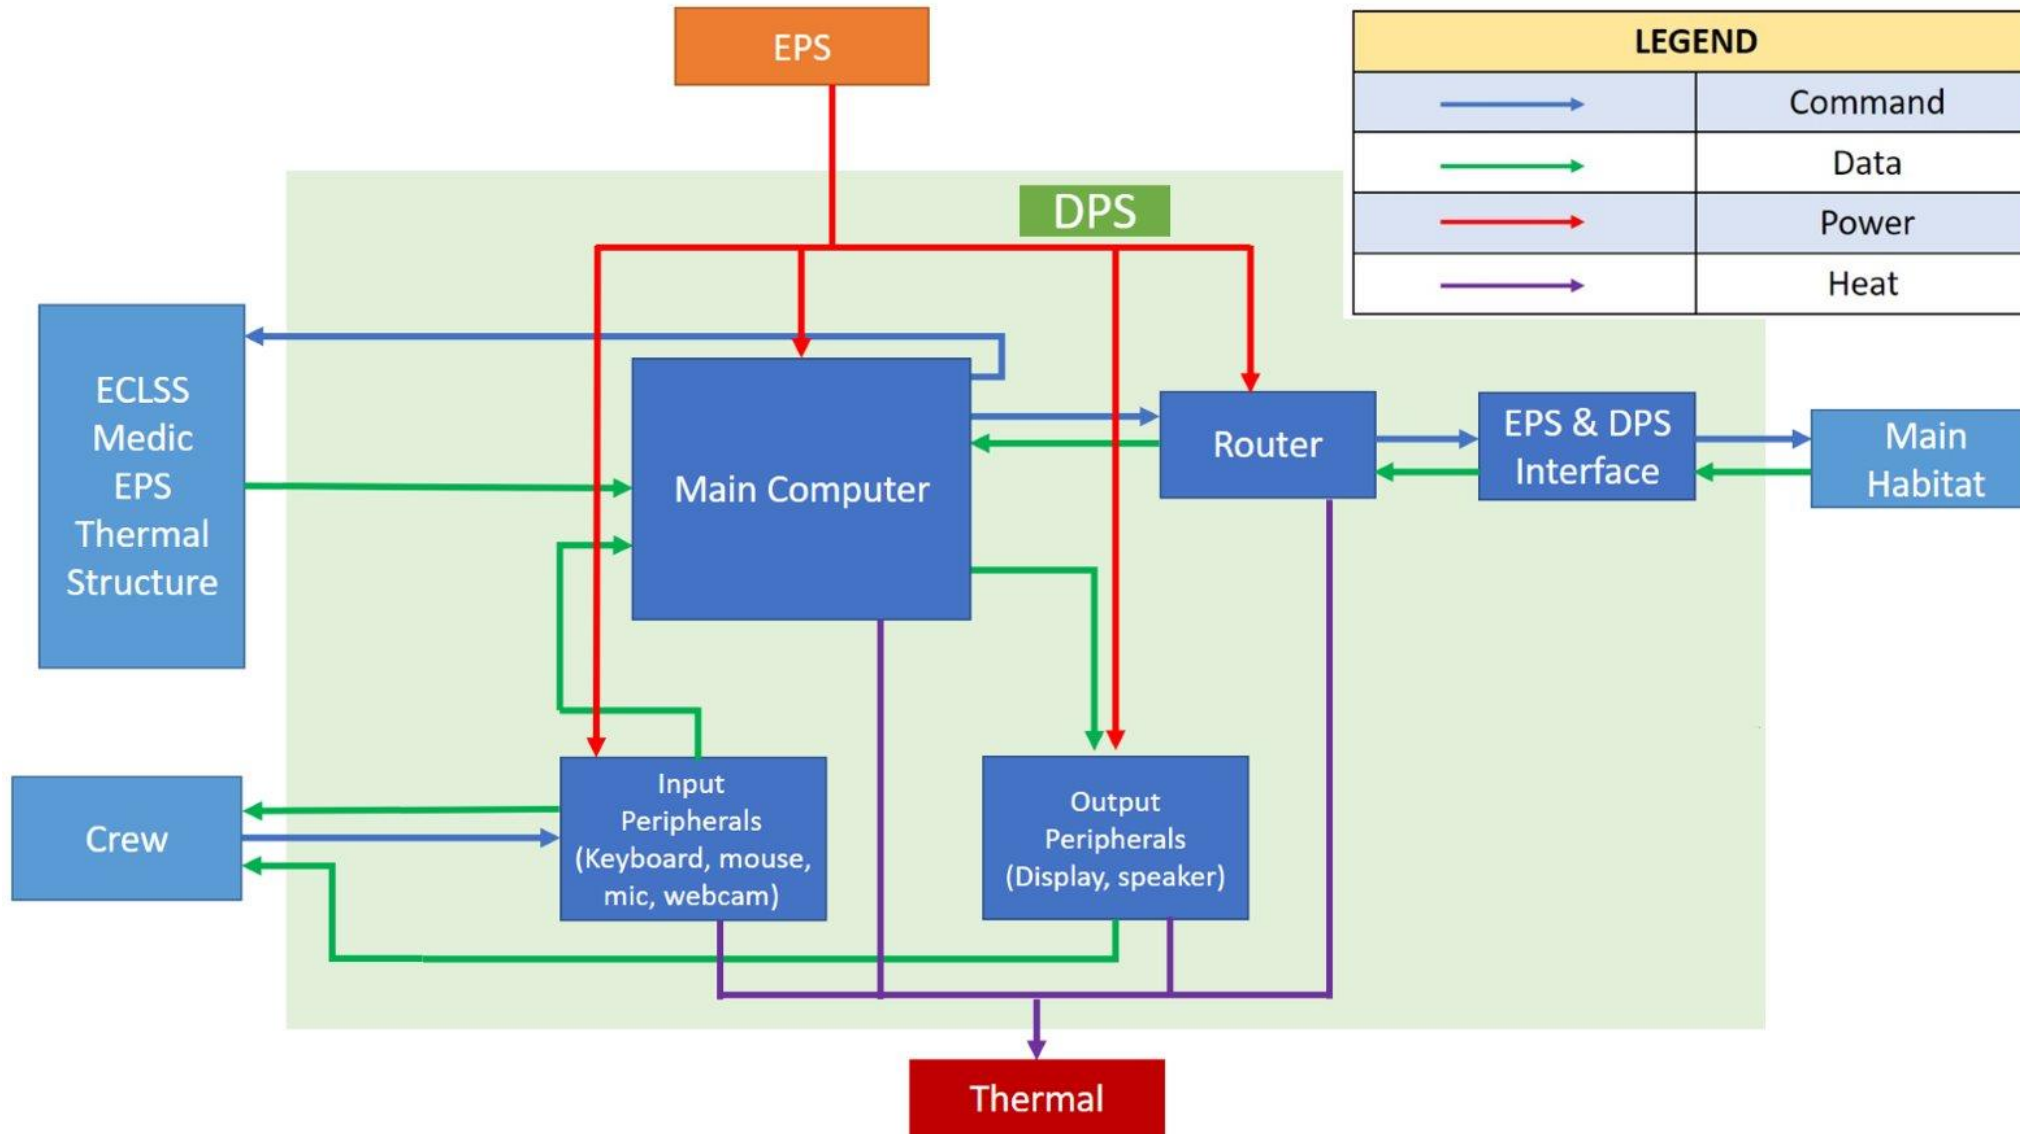 EPS
LEGEND
Command
Data
Power
Heat
DPS
ECLSS
Medic
EPS
Thermal
Structure
Main Computer
Router
EPS & DPS
Interface
Main
Habitat
Crew
Input
Peripherals
(Keyboard, mouse,
mic, webcam)
Output
Peripherals
(Display, speaker)
Thermal